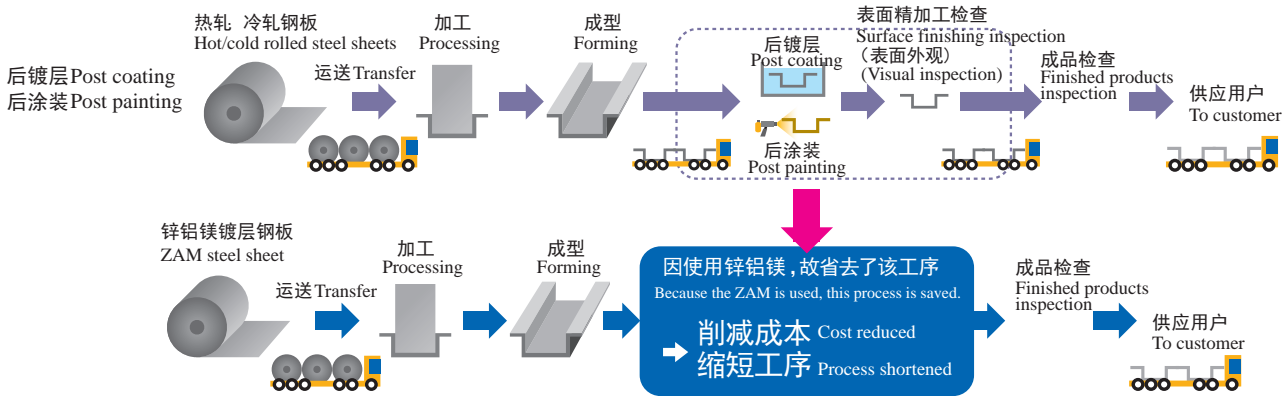 后镀层Post coating
后涂装Post painting
热轧 冷轧钢板
Hot/cold rolled steel sheets
运送Transfer
加工
Processing
成型
Forming
后镀层
Post coating
后涂装
Post painting
表面精加工检查
Surface finishing inspection
（表面外观）
(Visual inspection)
成品检查
Finished products
inspection
供应用户
To customer
锌铝镁镀层钢板
ZAM steel sheet
运送Transfer
加工
Processing
成型
Forming
因使用锌铝镁，故省去了该工序
Because the ZAM is used, this process is saved.
削减成本 Cost reduced
缩短工序 Process shortened
成品检查
Finished products
inspection
供应用户
To customer